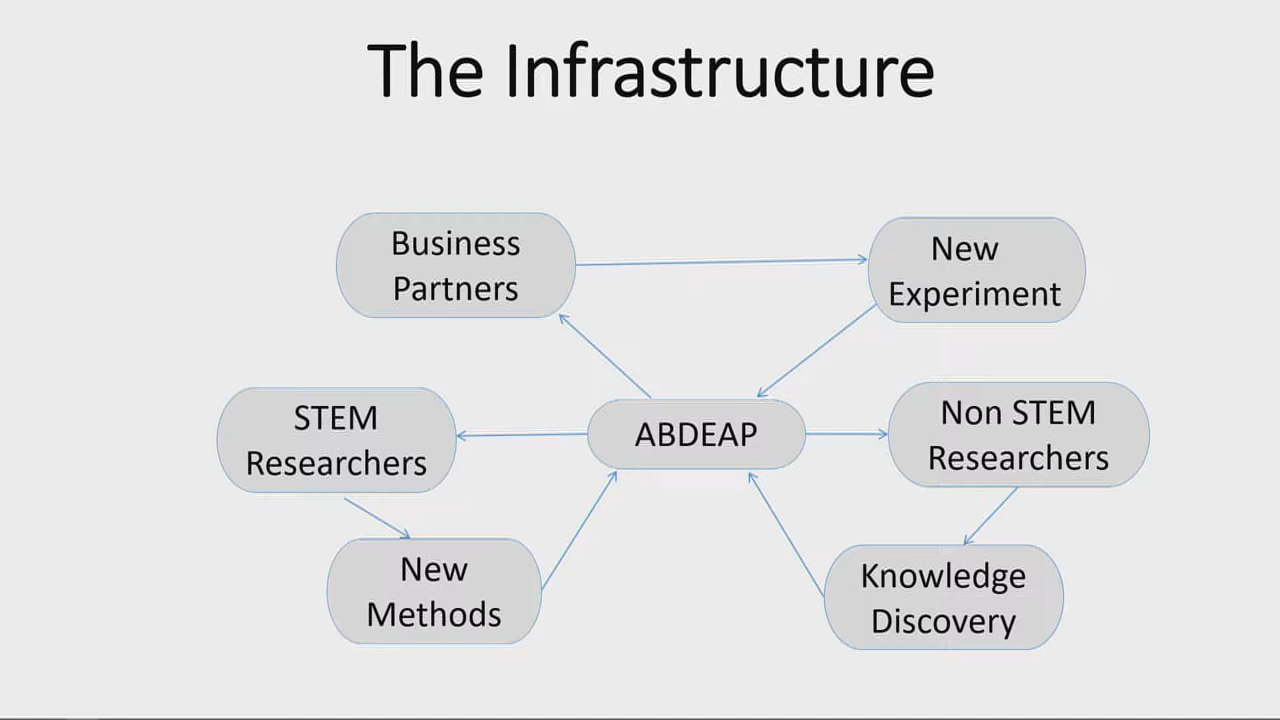 The Infrastructure
Business
Partners
New
Experiment
STEM
Researchers
ABDEAP
Non STEM
Researchers
New
Methods
Knowledge
Discovery